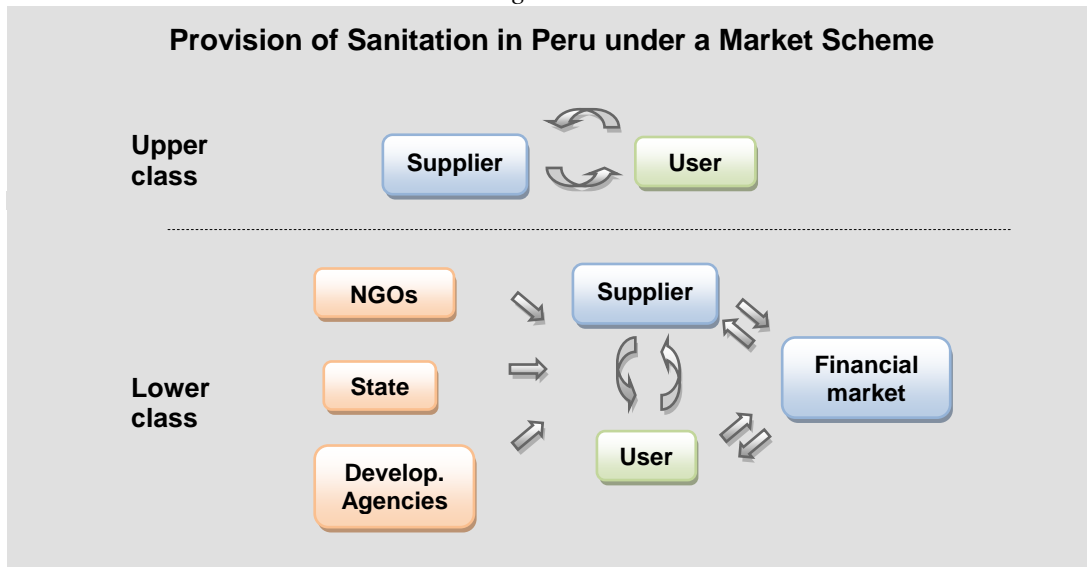 Provision of Sanitation in Peru under a Market Scheme
Upper
class
Supplier
User
NGOs
Supplier
State
Financial
market
Lower
class
User
Develop.
Agencies